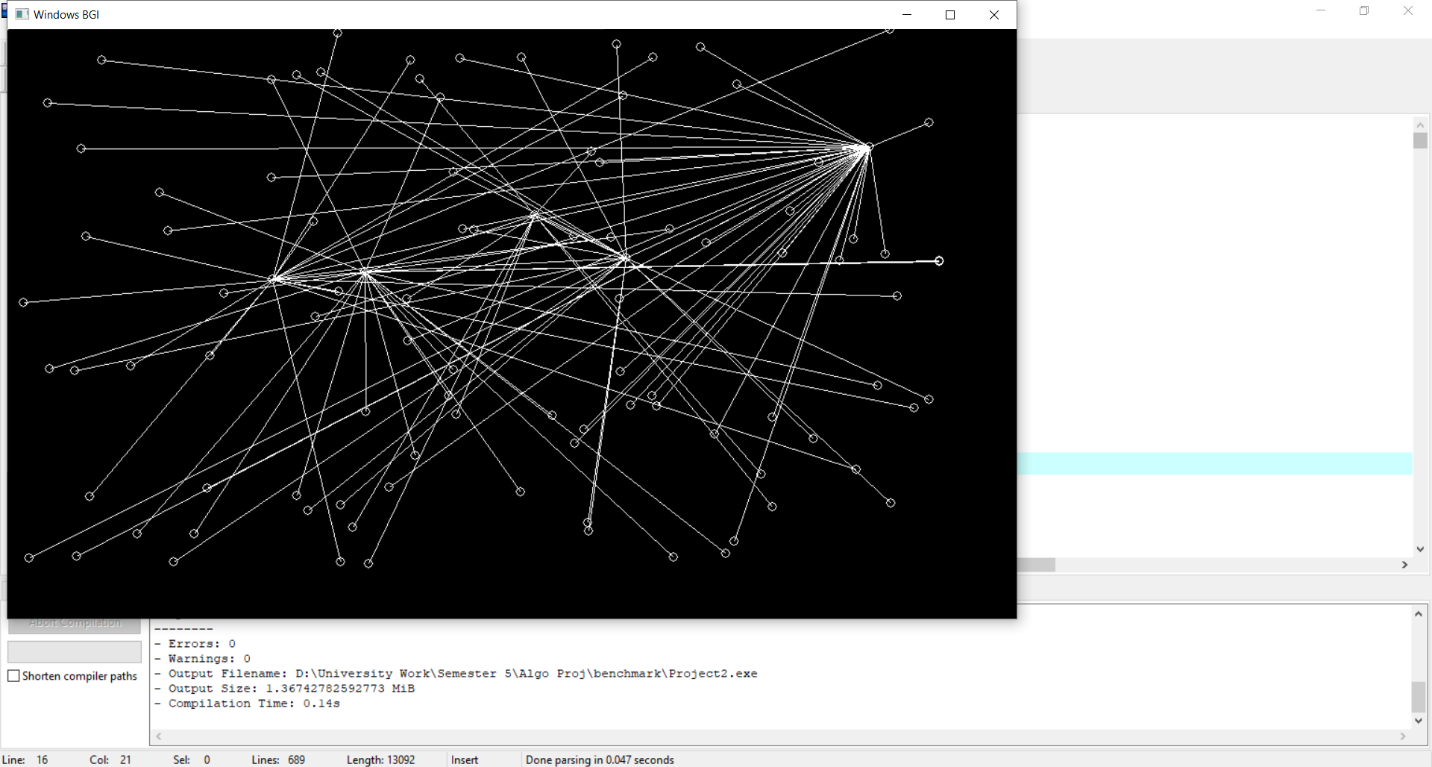 Windows BGI
Abort Compilation
Shorten compiler paths
--------
- Errors: 0
- Warnings: 0
- Output Filename: D:\University Work\Semester 5\Algo Proj\benchmark\Project2.exe
- Output Size: 1.36742782592773 MiB
- Compilation Time: 0.14s
Line: 16 Col: 21 Sel: 0 Lines: 689 Length: 13092 Insert Done parsing in 0.047 seconds